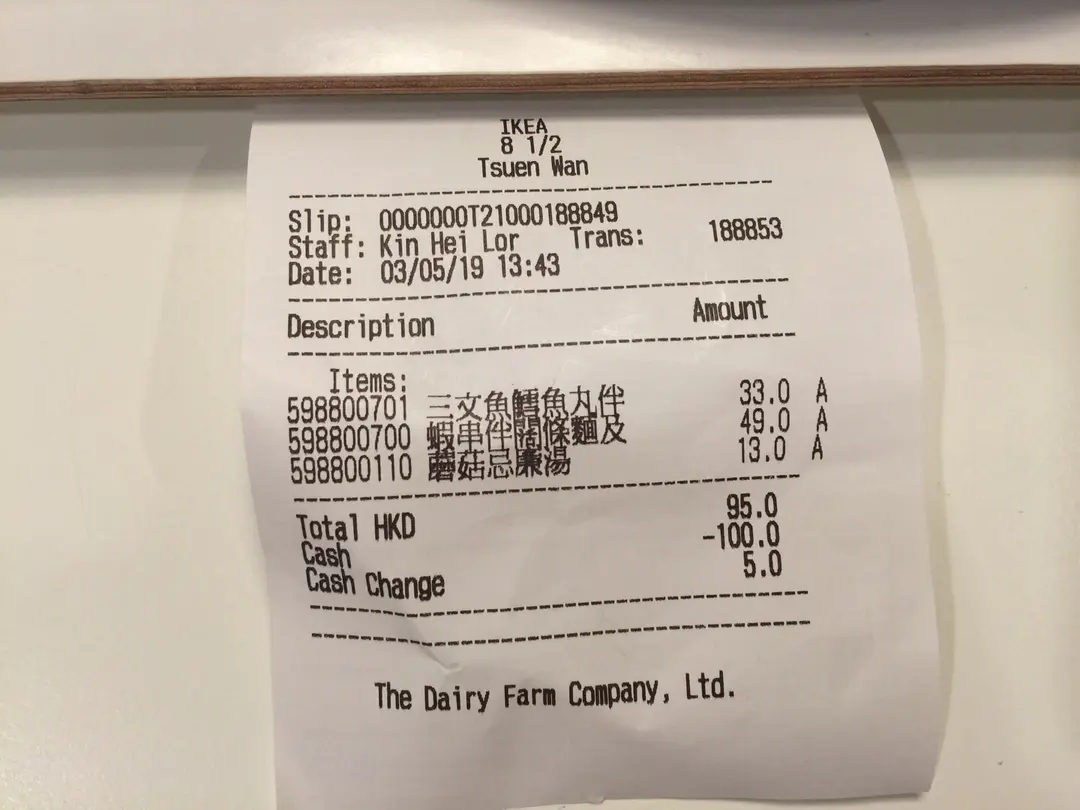 IKEA
8 1/2
Tsuen Wan
Slip: 0000000T21000188849
Staff: Kin Hei Lor Trans: 188853
Date: 03/05/19 13:43
Description Amount
Items:
598800701 三文魚鱈魚丸伴 33.0 A
598800700 蝦串伴闊條麵及 49.0 A
598800110 蘑菇忌廉湯 13.0 A
Total HKD 95.0
Cash -100.0
Cash Change 5.0
The Dairy Farm Company, Ltd.